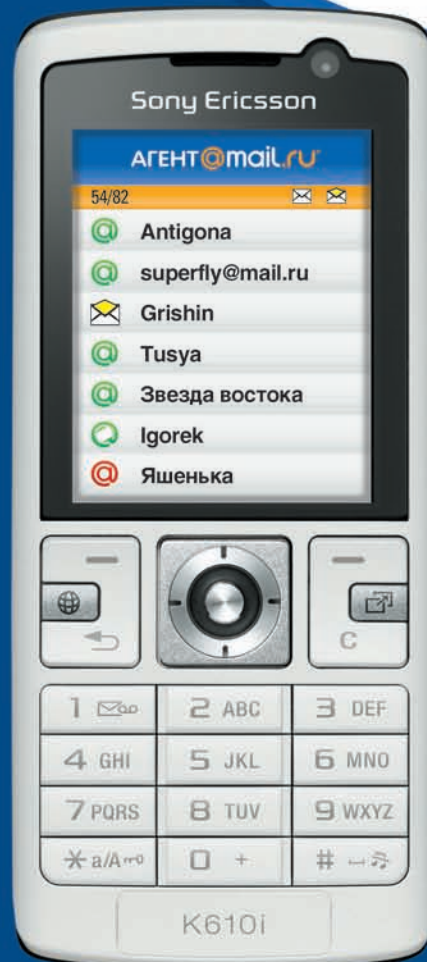 Sony Ericsson
АГЕНТ@mail.ru
54/82
Antigona
superfly@mail.ru
Grishin
Tusya
Звезда востока
Igorek
Яшенька
C
1 2 ABC 3 DEF
4 GHI 5 JKL 6 MNO
7 PQRS 8 TUV 9 WXYZ
* a/A 0 + #
K610i